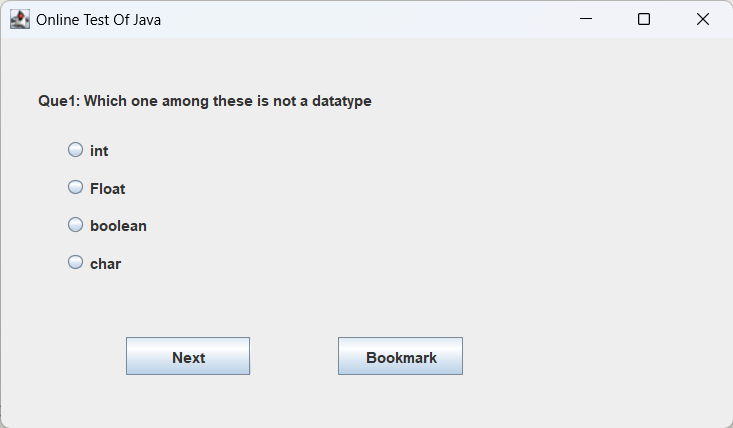 Online Test Of Java
Que1: Which one among these is not a datatype
int
Float
boolean
char
Next Bookmark